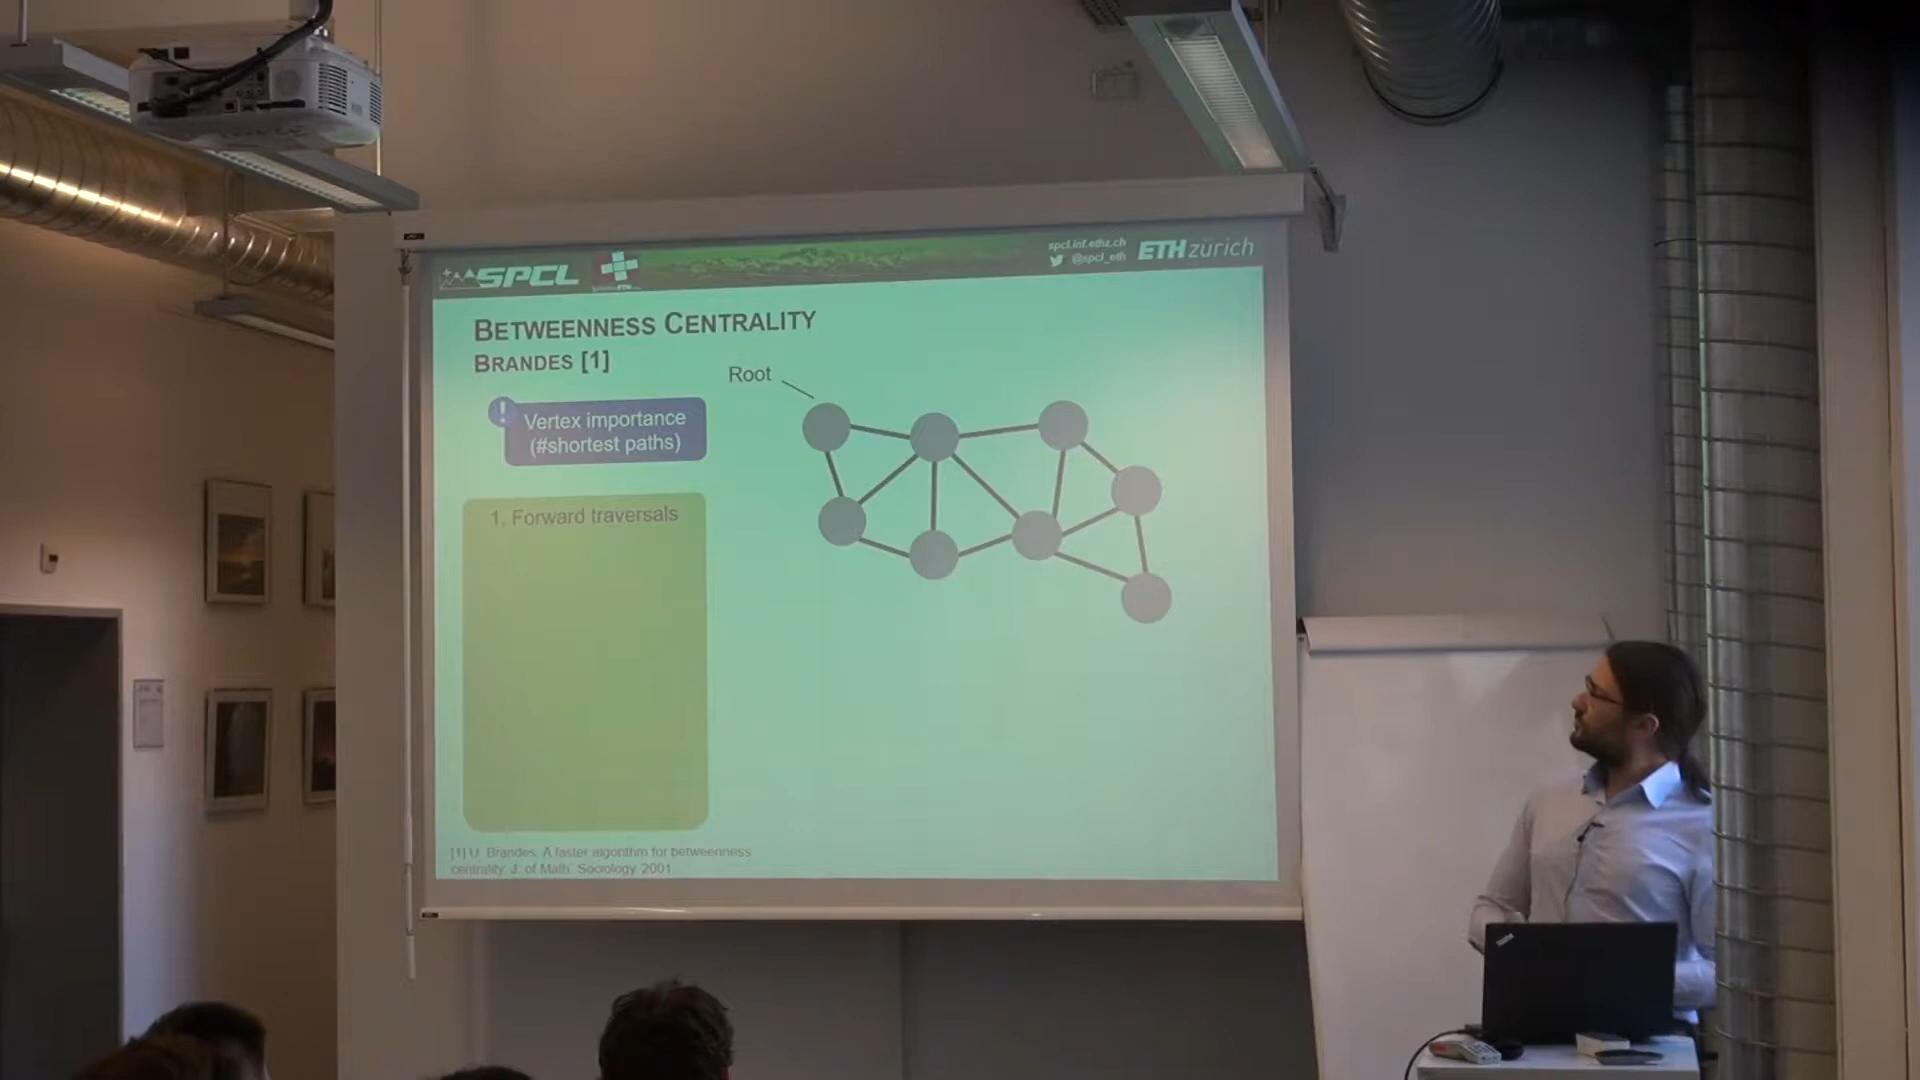 SPCL
spcl.inf.ethz.ch
@spcl_eth
ETH zürich
BETWEENNESS CENTRALITY
BRANDES [1]
Root
!
Vertex importance
(#shortest paths)
1. Forward traversals
[1] U. Brandes. A faster algorithm for betweenness
centrality. J. of Math. Sociology. 2001